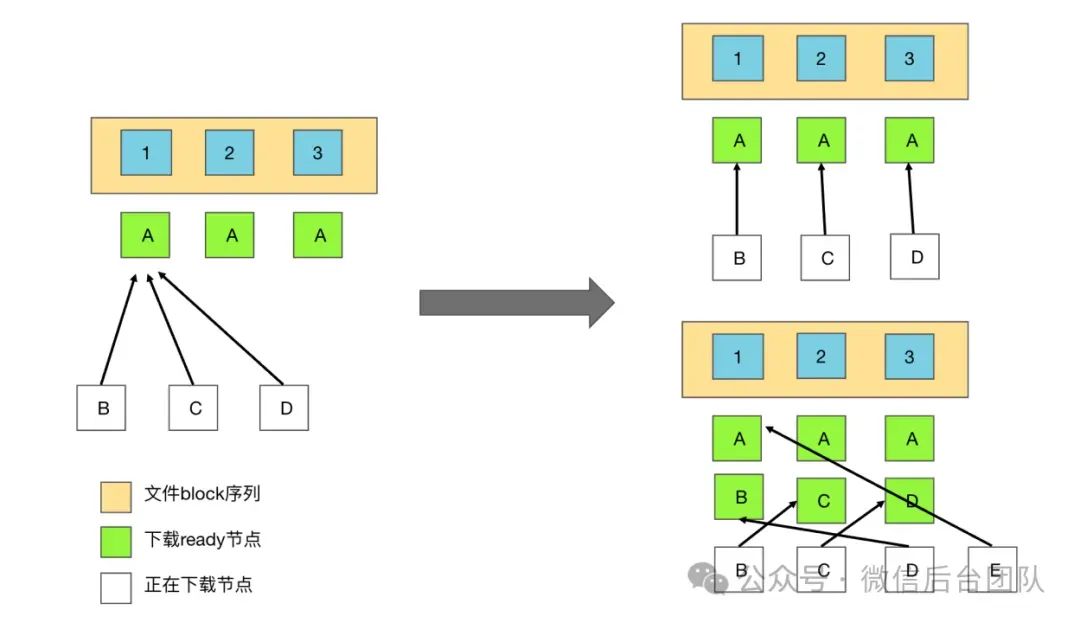 1 2 3
A A A
B C D
文件block序列
下载ready节点
正在下载节点
1 2 3
A A A
B C D
1 2 3
A A A
B C D
B C D E
公众号 · 微信后台团队